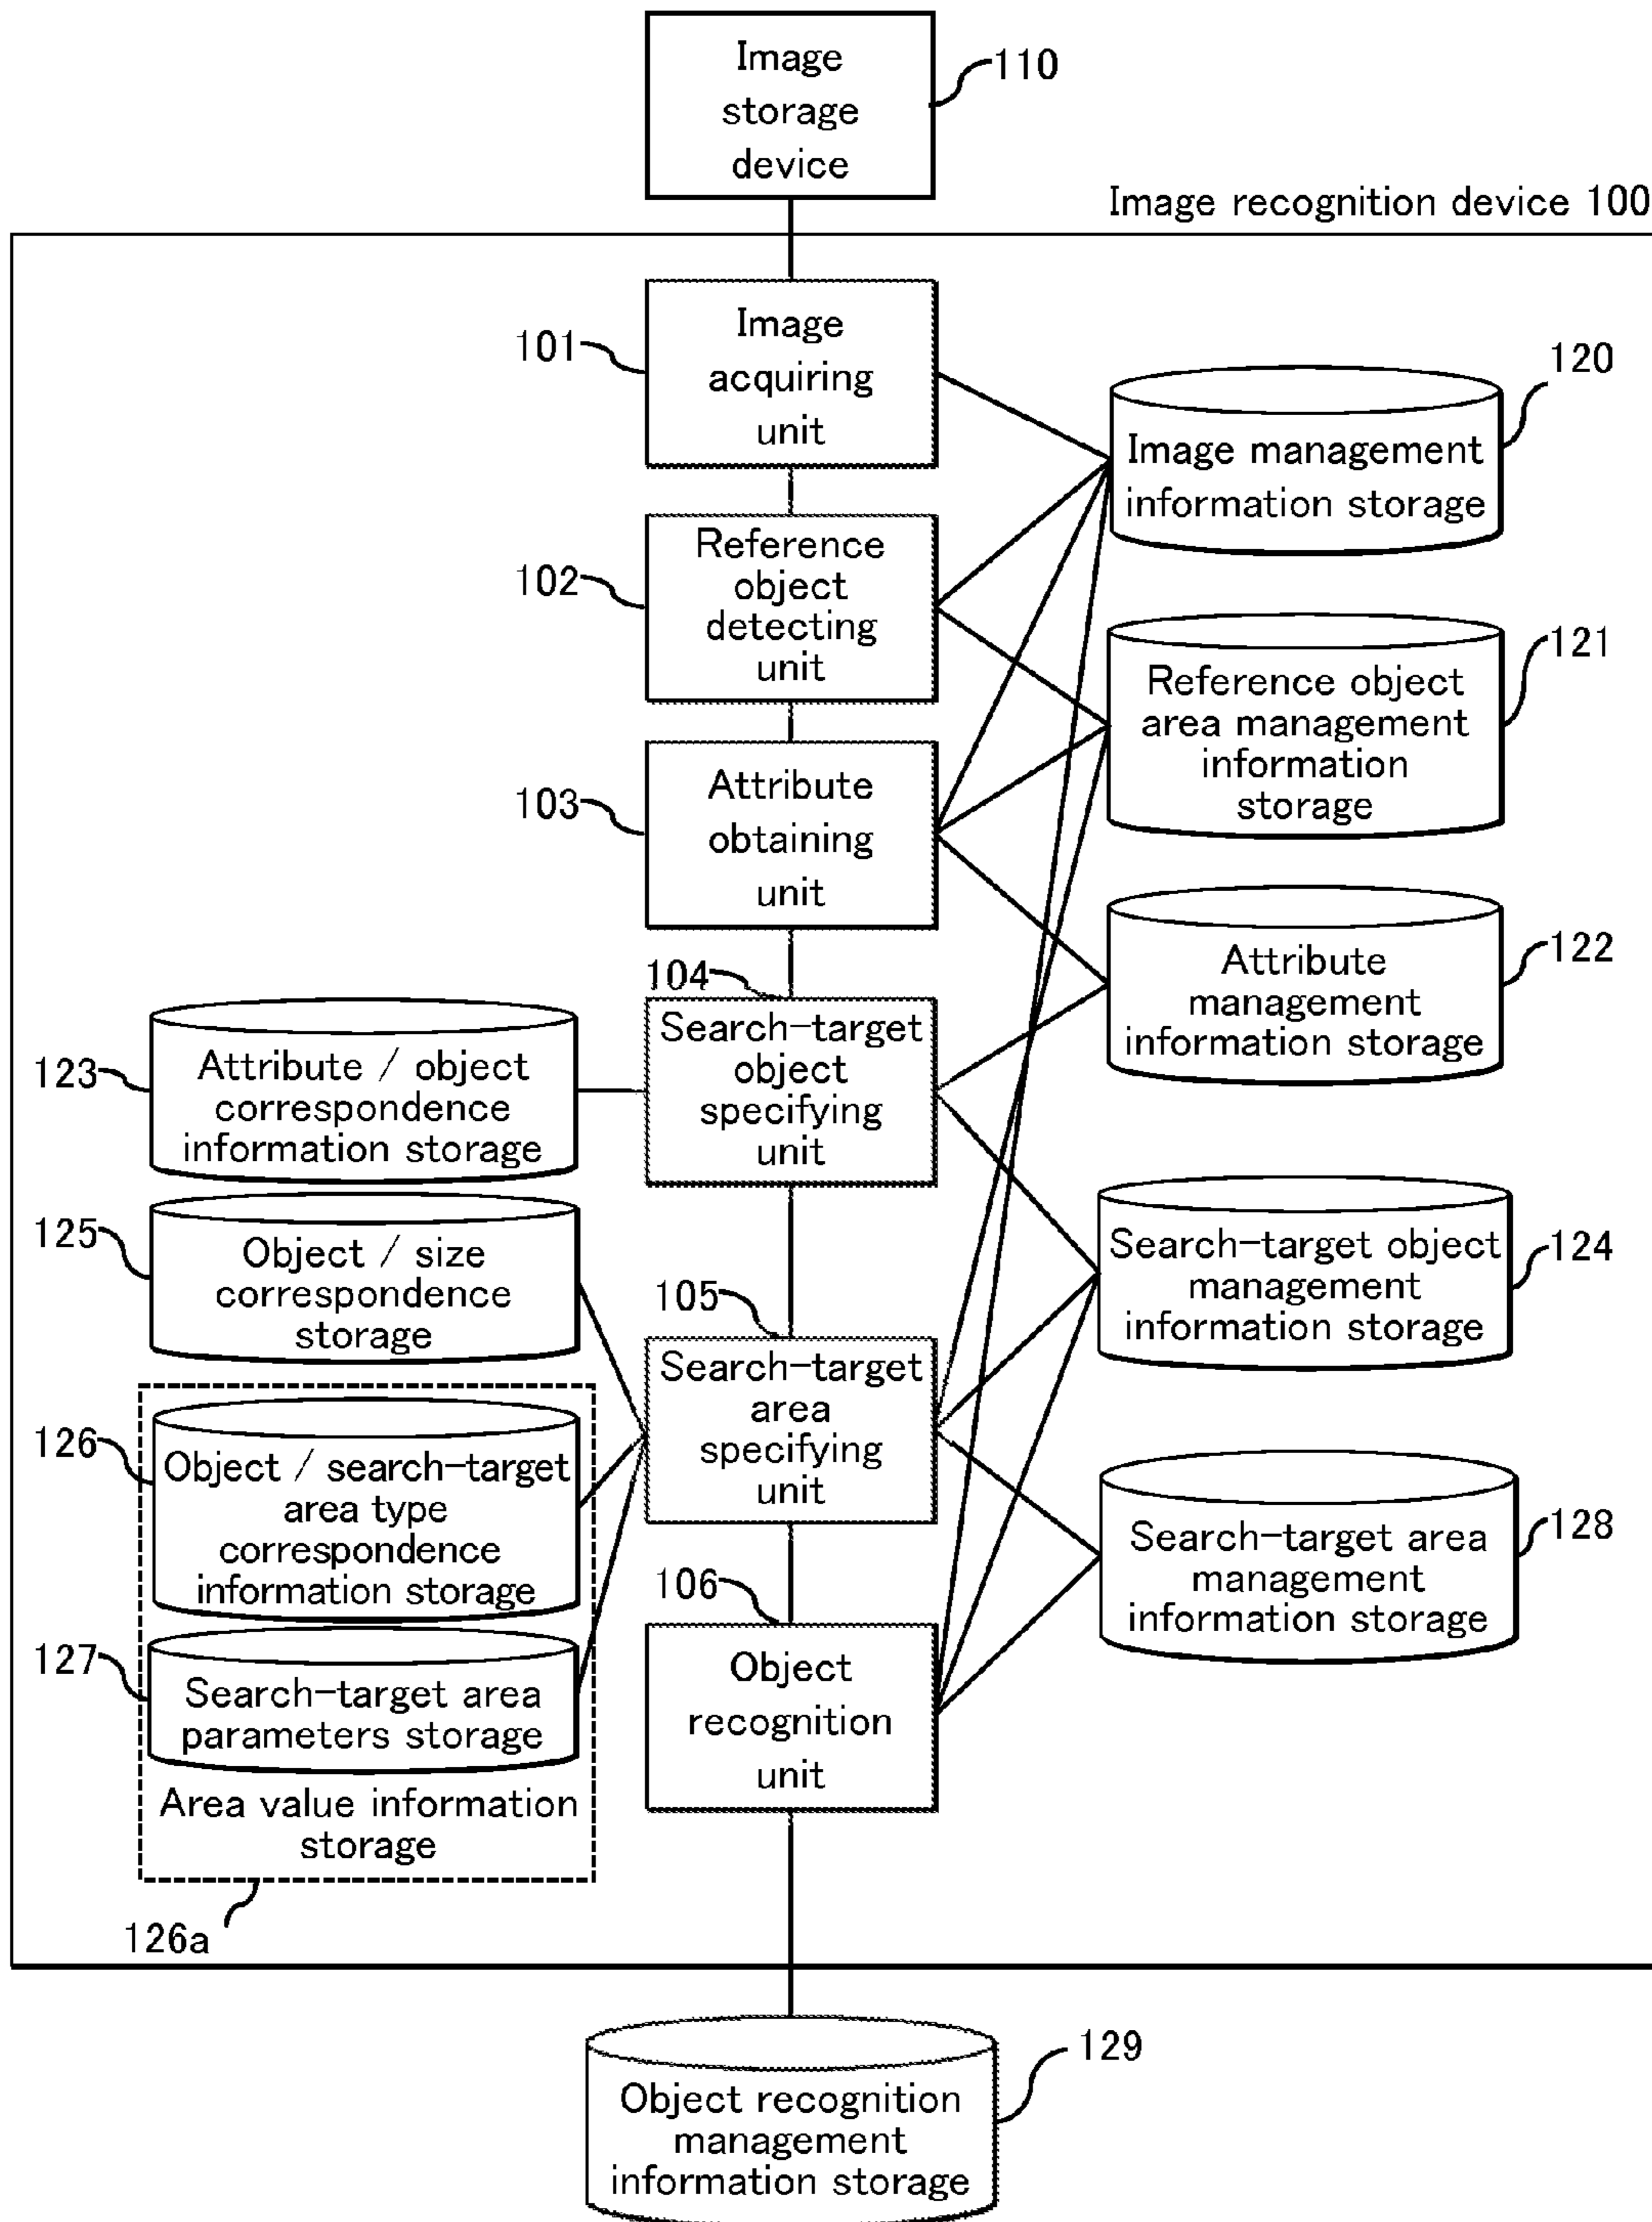 Image
storage
device
110
Image recognition device 100
101
Image
acquiring
unit
120
Image management
information storage
102
Reference
object
detecting
unit
121
Reference object
area management
information
storage
103
Attribute
obtaining
unit
122
Attribute
management
information storage
104
Search-target
object
specifying
unit
123
Attribute / object
correspondence
information storage
125
Object / size
correspondence
storage
124
Search-target object
management
information storage
105
Search-target
area
specifying
unit
126
Object / search-target
area type
correspondence
information storage
128
Search-target area
management
information storage
106
Object
recognition
unit
127
Search-target area
parameters storage
Area value information
storage
126a
129
Object recognition
management
information storage